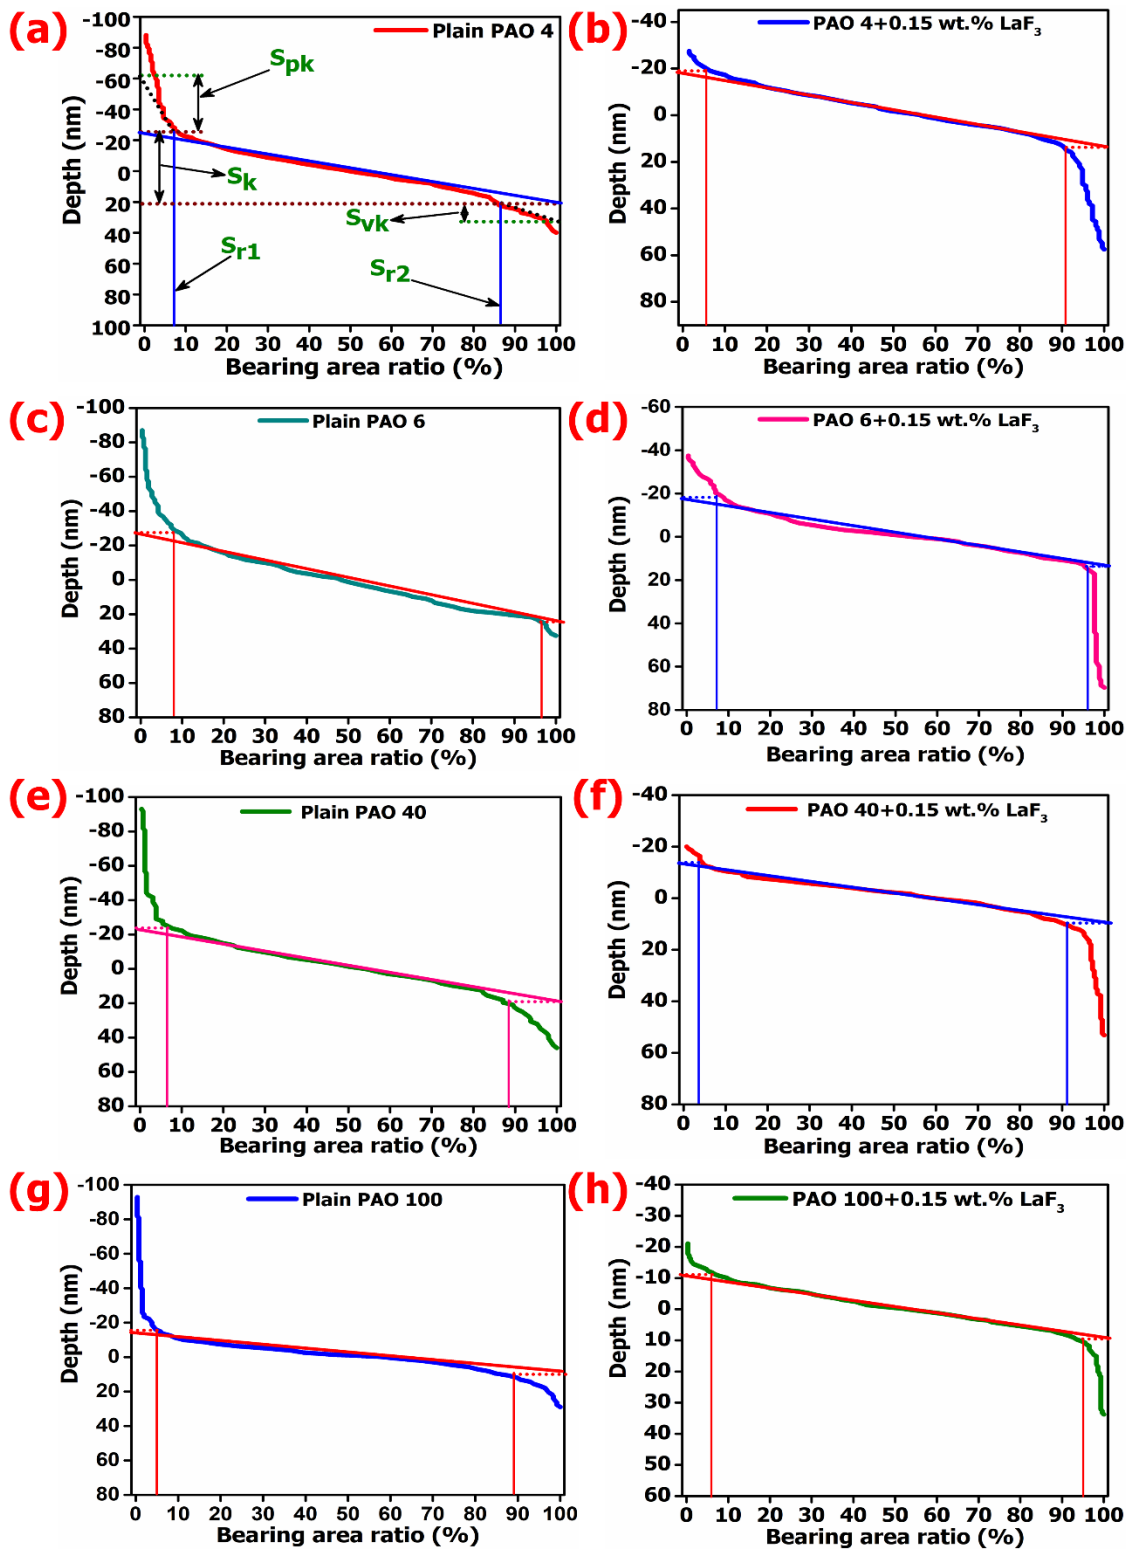 (a)
Plain PAO 4
-100
-80
-60
-40
-20
0
20
40
60
80
100
Depth (nm)
Spk
Sk
Svk
Sr1
Sr2
0 10 20 30 40 50 60 70 80 90 100
Bearing area ratio (%)
(b)
PAO 4+0.15 wt.% LaF3
-40
-20
0
20
40
60
80
Depth (nm)
0 10 20 30 40 50 60 70 80 90 100
Bearing area ratio (%)
(c)
Plain PAO 6
-100
-80
-60
-40
-20
0
20
40
60
80
Depth (nm)
0 10 20 30 40 50 60 70 80 90 100
Bearing area ratio (%)
(d)
PAO 6+0.15 wt.% LaF3
-60
-40
-20
0
20
40
60
80
Depth (nm)
0 10 20 30 40 50 60 70 80 90 100
Bearing area ratio (%)
(e)
Plain PAO 40
-100
-80
-60
-40
-20
0
20
40
60
80
Depth (nm)
0 10 20 30 40 50 60 70 80 90 100
Bearing area ratio (%)
(f)
PAO 40+0.15 wt.% LaF3
-40
-20
0
20
40
60
80
Depth (nm)
0 10 20 30 40 50 60 70 80 90 100
Bearing area ratio (%)
(g)
Plain PAO 100
-100
-80
-60
-40
-20
0
20
40
60
80
Depth (nm)
0 10 20 30 40 50 60 70 80 90 100
Bearing area ratio (%)
(h)
PAO 100+0.15 wt.% LaF3
-40
-30
-20
-10
0
10
20
30
40
50
60
Depth (nm)
0 10 20 30 40 50 60 70 80 90 100
Bearing area ratio (%)